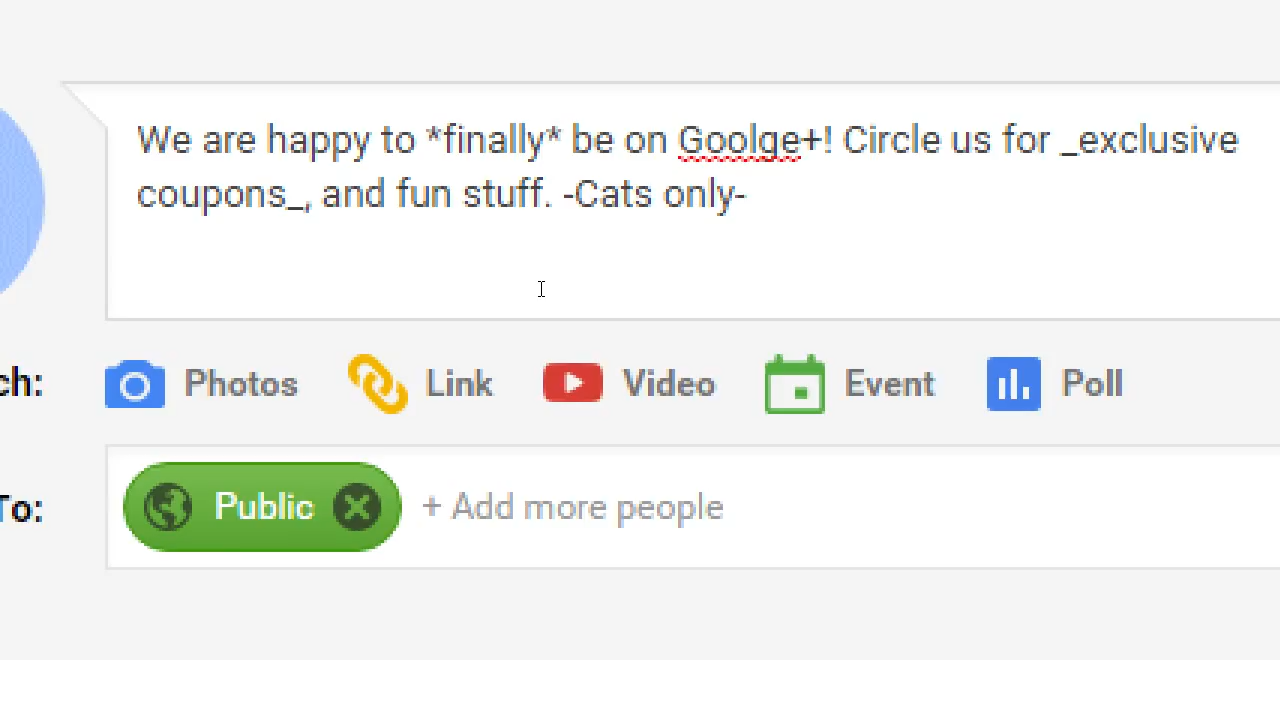 We are happy to *finally* be on Goolge+! Circle us for _exclusive
coupons_, and fun stuff. -Cats only-
ch: Photos Link Video Event Poll
To: Public + Add more people